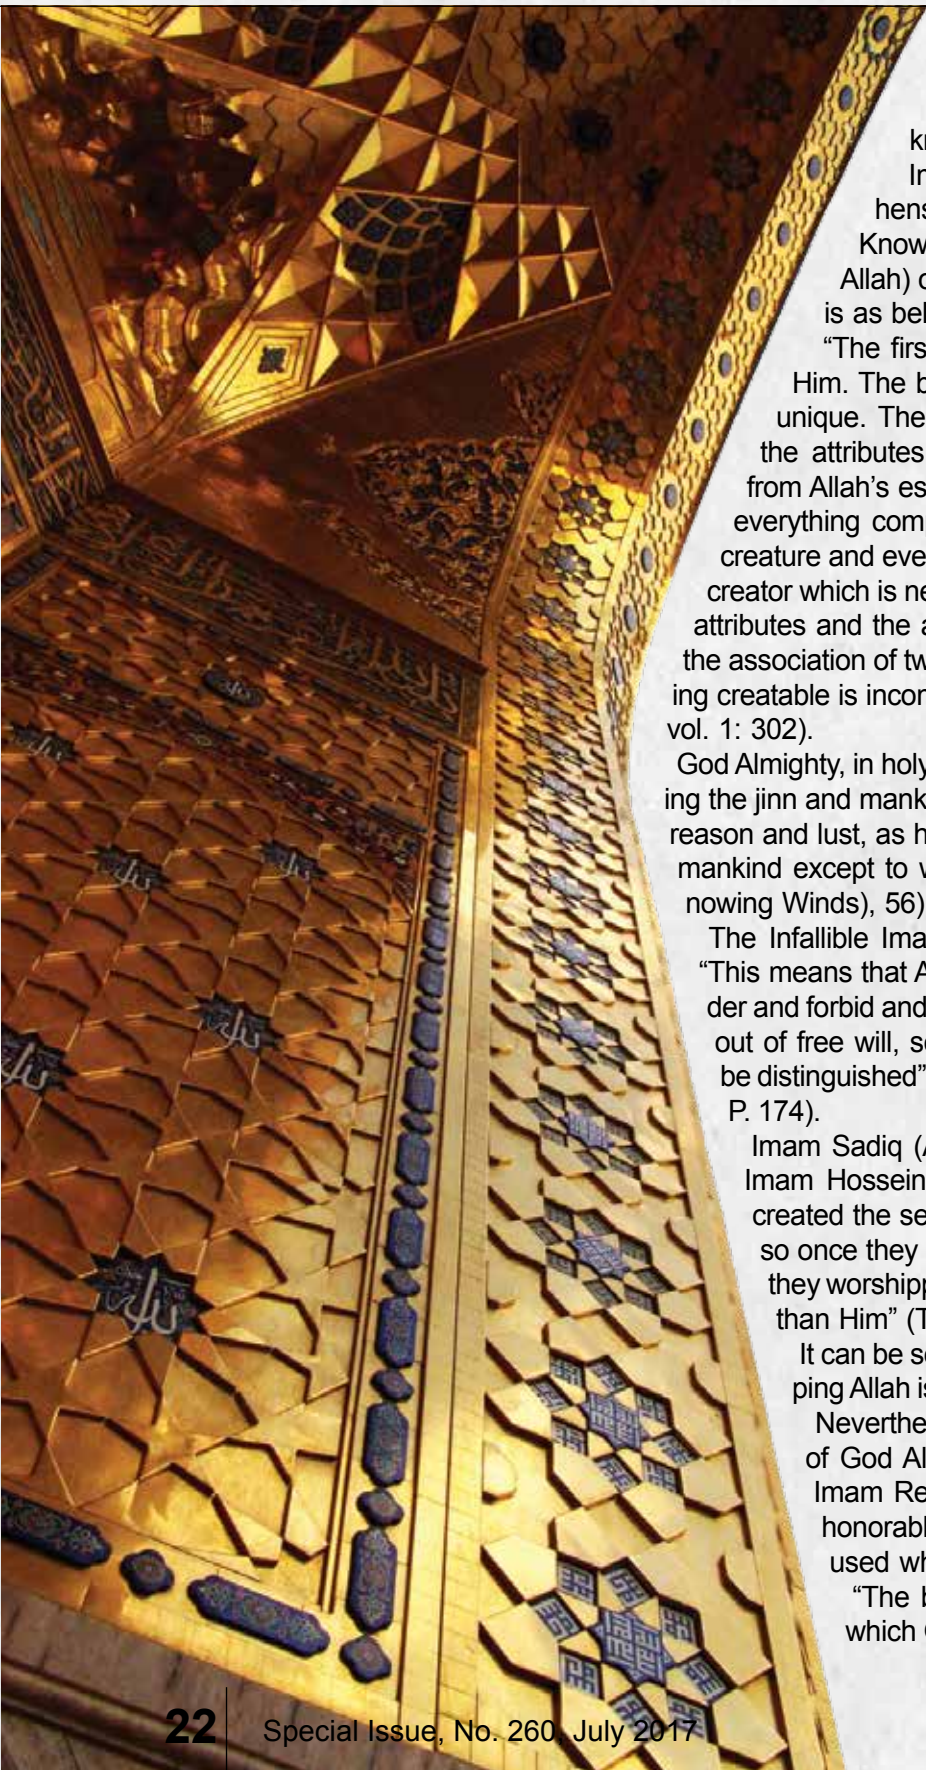 kn
In
hens
Know
Allah) o
is as bel
“The firs
Him. The b
unique. The
the attributes
from Allah’s es
everything com
creature and eve
creator which is ne
attributes and the a
the association of tw
ing creatable is incor
vol. 1: 302).
God Almighty, in holy
ing the jinn and mank
reason and lust, as h
mankind except to w
nowing Winds), 56)
The Infallible Ima
“This means that A
der and forbid and
out of free will, so
be distinguished”
P. 174).
Imam Sadiq (A
Imam Hossein
created the se
so once they
they worshipp
than Him” (T
It can be se
ping Allah is
Neverthe
of God Al
Imam Re
honorabl
used wh
“The b
which
22 Special Issue, No. 260, July 2017